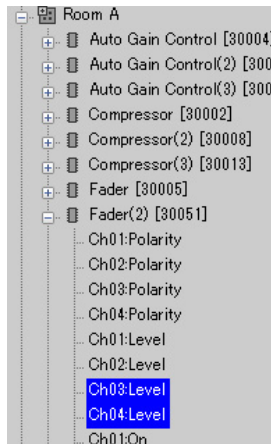 Room A
Auto Gain Control [30004]
Auto Gain Control(2) [300
Auto Gain Control(3) [300
Compressor [30002]
Compressor(2) [30008]
Compressor(3) [30013]
Fader [30005]
Fader(2) [30051]
Ch01:Polarity
Ch02:Polarity
Ch03:Polarity
Ch04:Polarity
Ch01:Level
Ch02:Level
Ch03:Level
Ch04:Level
Ch01:On